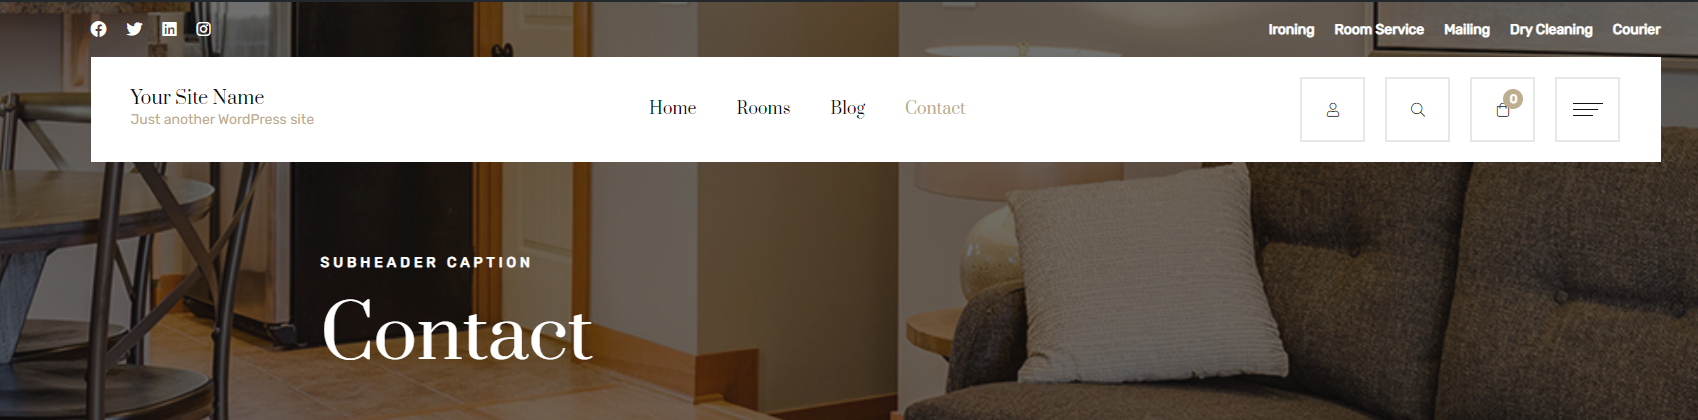 Ironing Room Service Mailing Dry Cleaning Courier
Your Site Name
Just another WordPress site
Home Rooms Blog Contact
0
SUBHEADER CAPTION
Contact